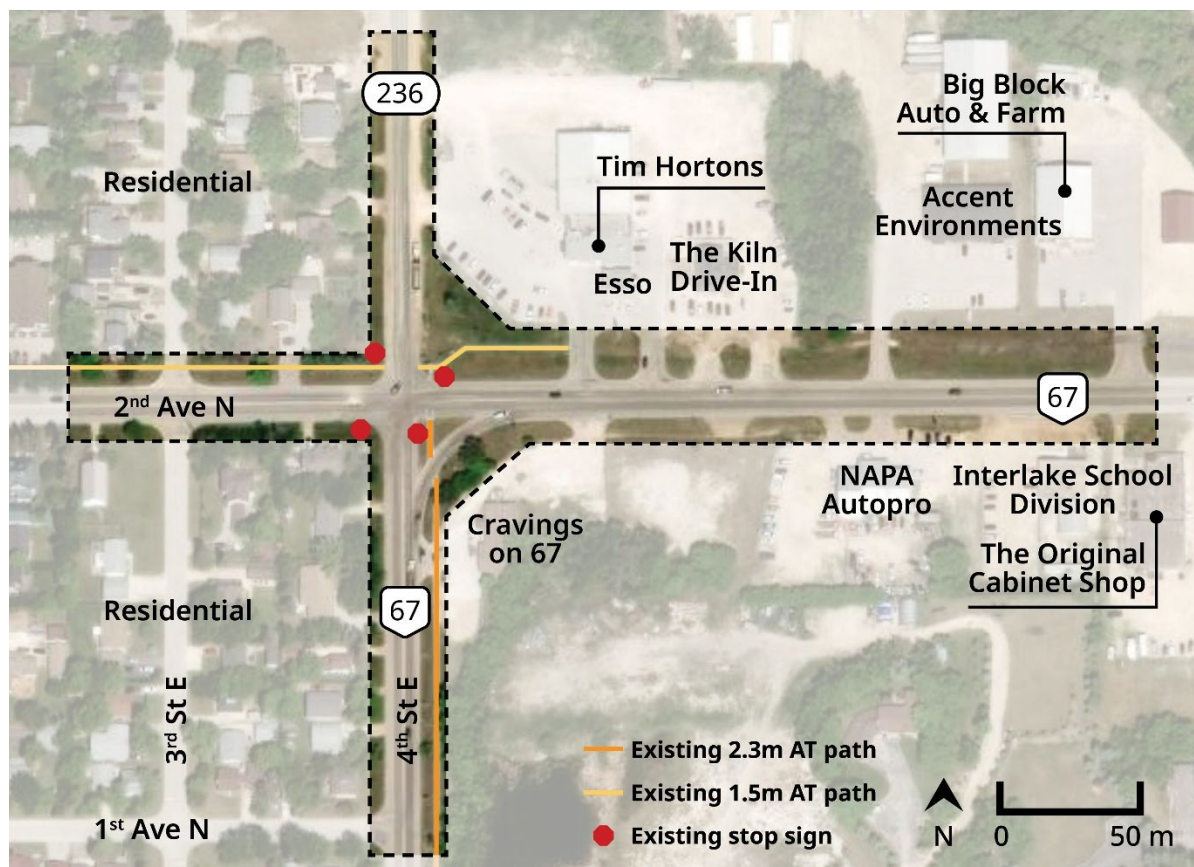 236
Big Block
Auto & Farm
Residential
Tim Hortons
Accent
Environments
The Kiln
Drive-In
Esso
2nd Ave N
67
NAPA
Autopro
Interlake School
Division
Cravings
on 67
The Original
Cabinet Shop
67
Residential
3rd St E
4th St E
Existing 2.3m AT path
Existing 1.5m AT path
Existing stop sign
1st Ave N
N
0
50 m